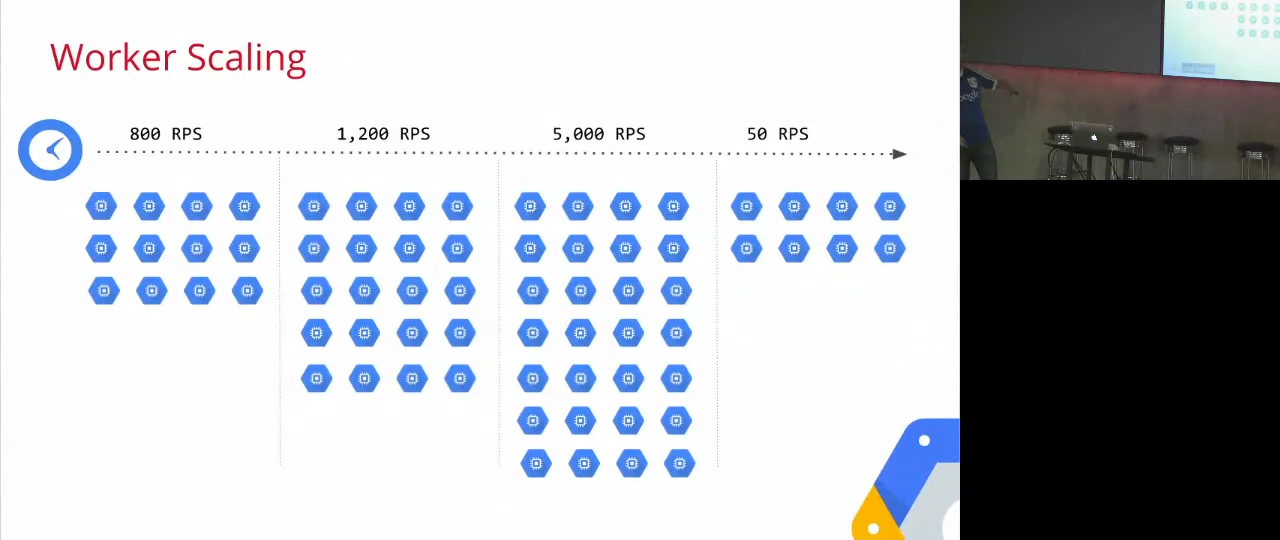 Worker Scaling
800 RPS
1,200 RPS
5,000 RPS
50 RPS